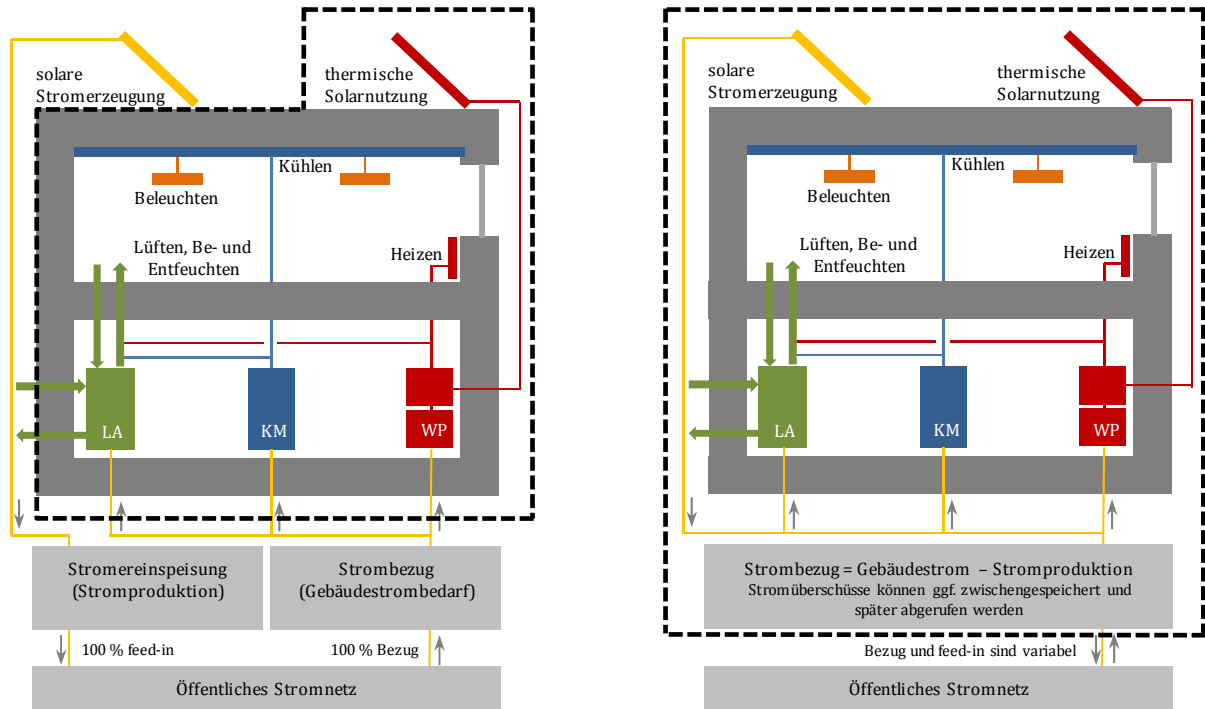 solare
Stromerzeugung
thermische
Solarnutzung
Kühlen
Beleuchten
Lüften, Be- und
Entfeuchten
Heizen
LA
KM
WP
Stromereinspeisung
(Stromproduktion)
Strombezug
(Gebäudestrombedarf)
100 % feed-in
100 % Bezug
Öffentliches Stromnetz
solare
Stromerzeugung
thermische
Solarnutzung
Kühlen
Beleuchten
Lüften, Be- und
Entfeuchten
Heizen
LA
KM
WP
Strombezug = Gebäudestrom – Stromproduktion
Stromüberschüsse können ggf. zwischengespeichert und
später abgerufen werden
Bezug und feed-in sind variabel
Öffentliches Stromnetz